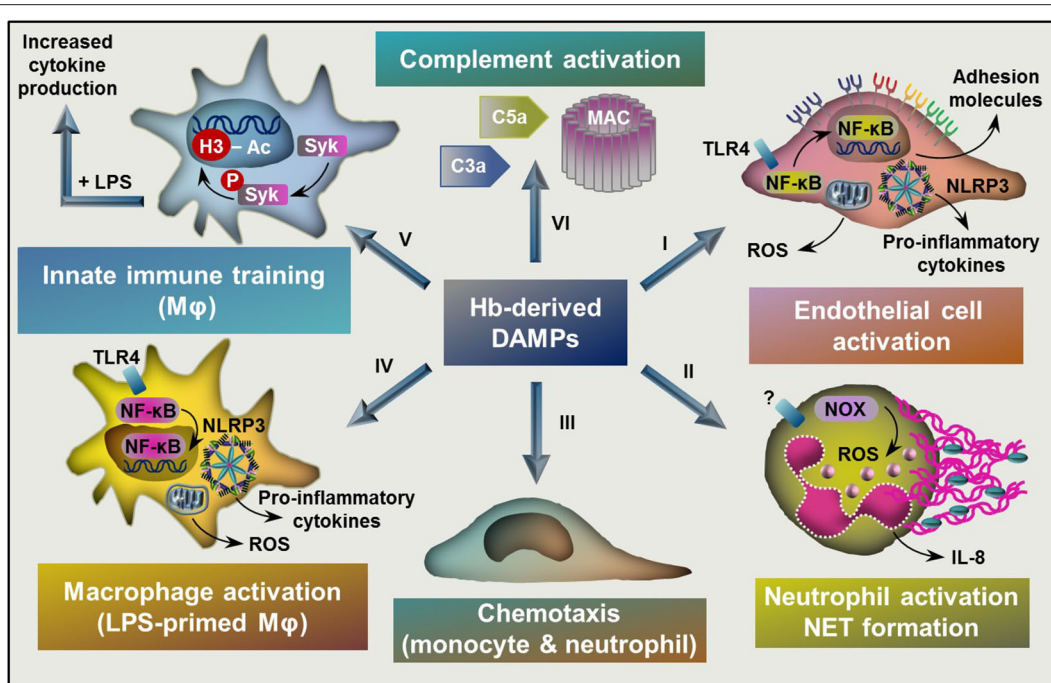 Increased
cytokine
production
+ LPS
H3
– Ac
Syk
P
Syk
Innate immune training
(Mφ)
Complement activation
C5a
C3a
MAC
Adhesion
molecules
NF-κB
TLR4
NF-κB
NLRP3
ROS
Pro-inflammatory
cytokines
Endothelial cell
activation
V
VI
I
Hb-derived
DAMPs
IV
III
II
TLR4
NF-κB
NF-κB
NLRP3
Pro-inflammatory
cytokines
ROS
Macrophage activation
(LPS-primed Mφ)
Chemotaxis
(monocyte & neutrophil)
?
NOX
ROS
IL-8
Neutrophil activation
NET formation